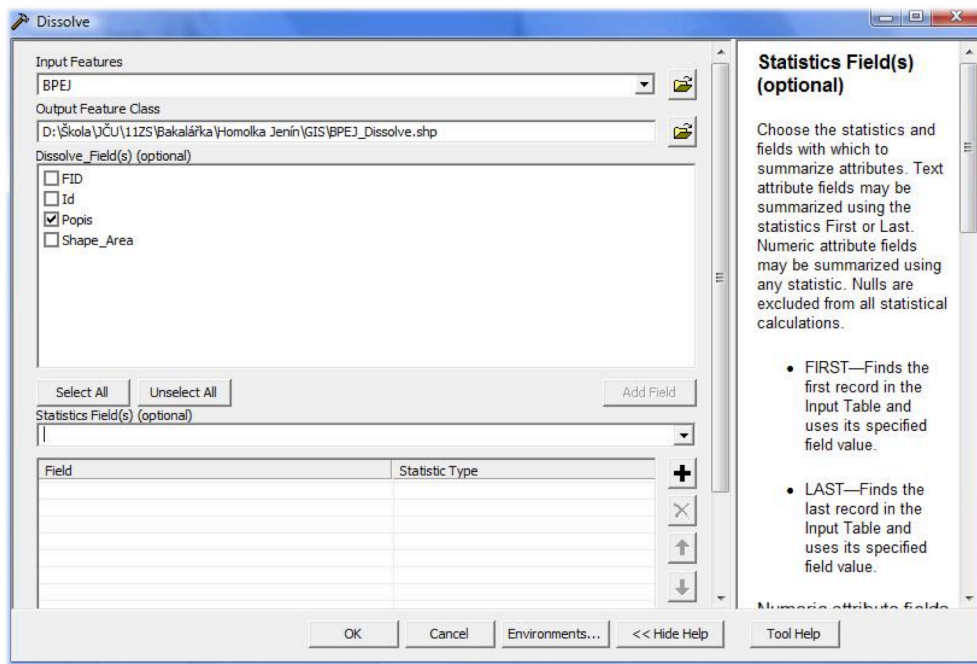 Dissolve
Input Features
BPEJ
Output Feature Class
D:\Škola\JČU\11ZS\Bakalářka\Homolka Jenín\GIS\BPEJ_Dissolve.shp
Dissolve_Field(s) (optional)
FID
Id
Popis
Shape_Area
Select All
Unselect All
Add Field
Statistics Field(s) (optional)
Field
Statistic Type
OK
Cancel
Environments...
<< Hide Help
Statistics Field(s)
(optional)
Choose the statistics and
fields with which to
summarize attributes. Text
attribute fields may be
summarized using the
statistics First or Last.
Numeric attribute fields
may be summarized using
any statistic. Nulls are
excluded from all statistical
calculations.
• FIRST—Finds the
first record in the
Input Table and
uses its specified
field value.
• LAST—Finds the
last record in the
Input Table and
uses its specified
field value.
Numeric attribute fields
Tool Help